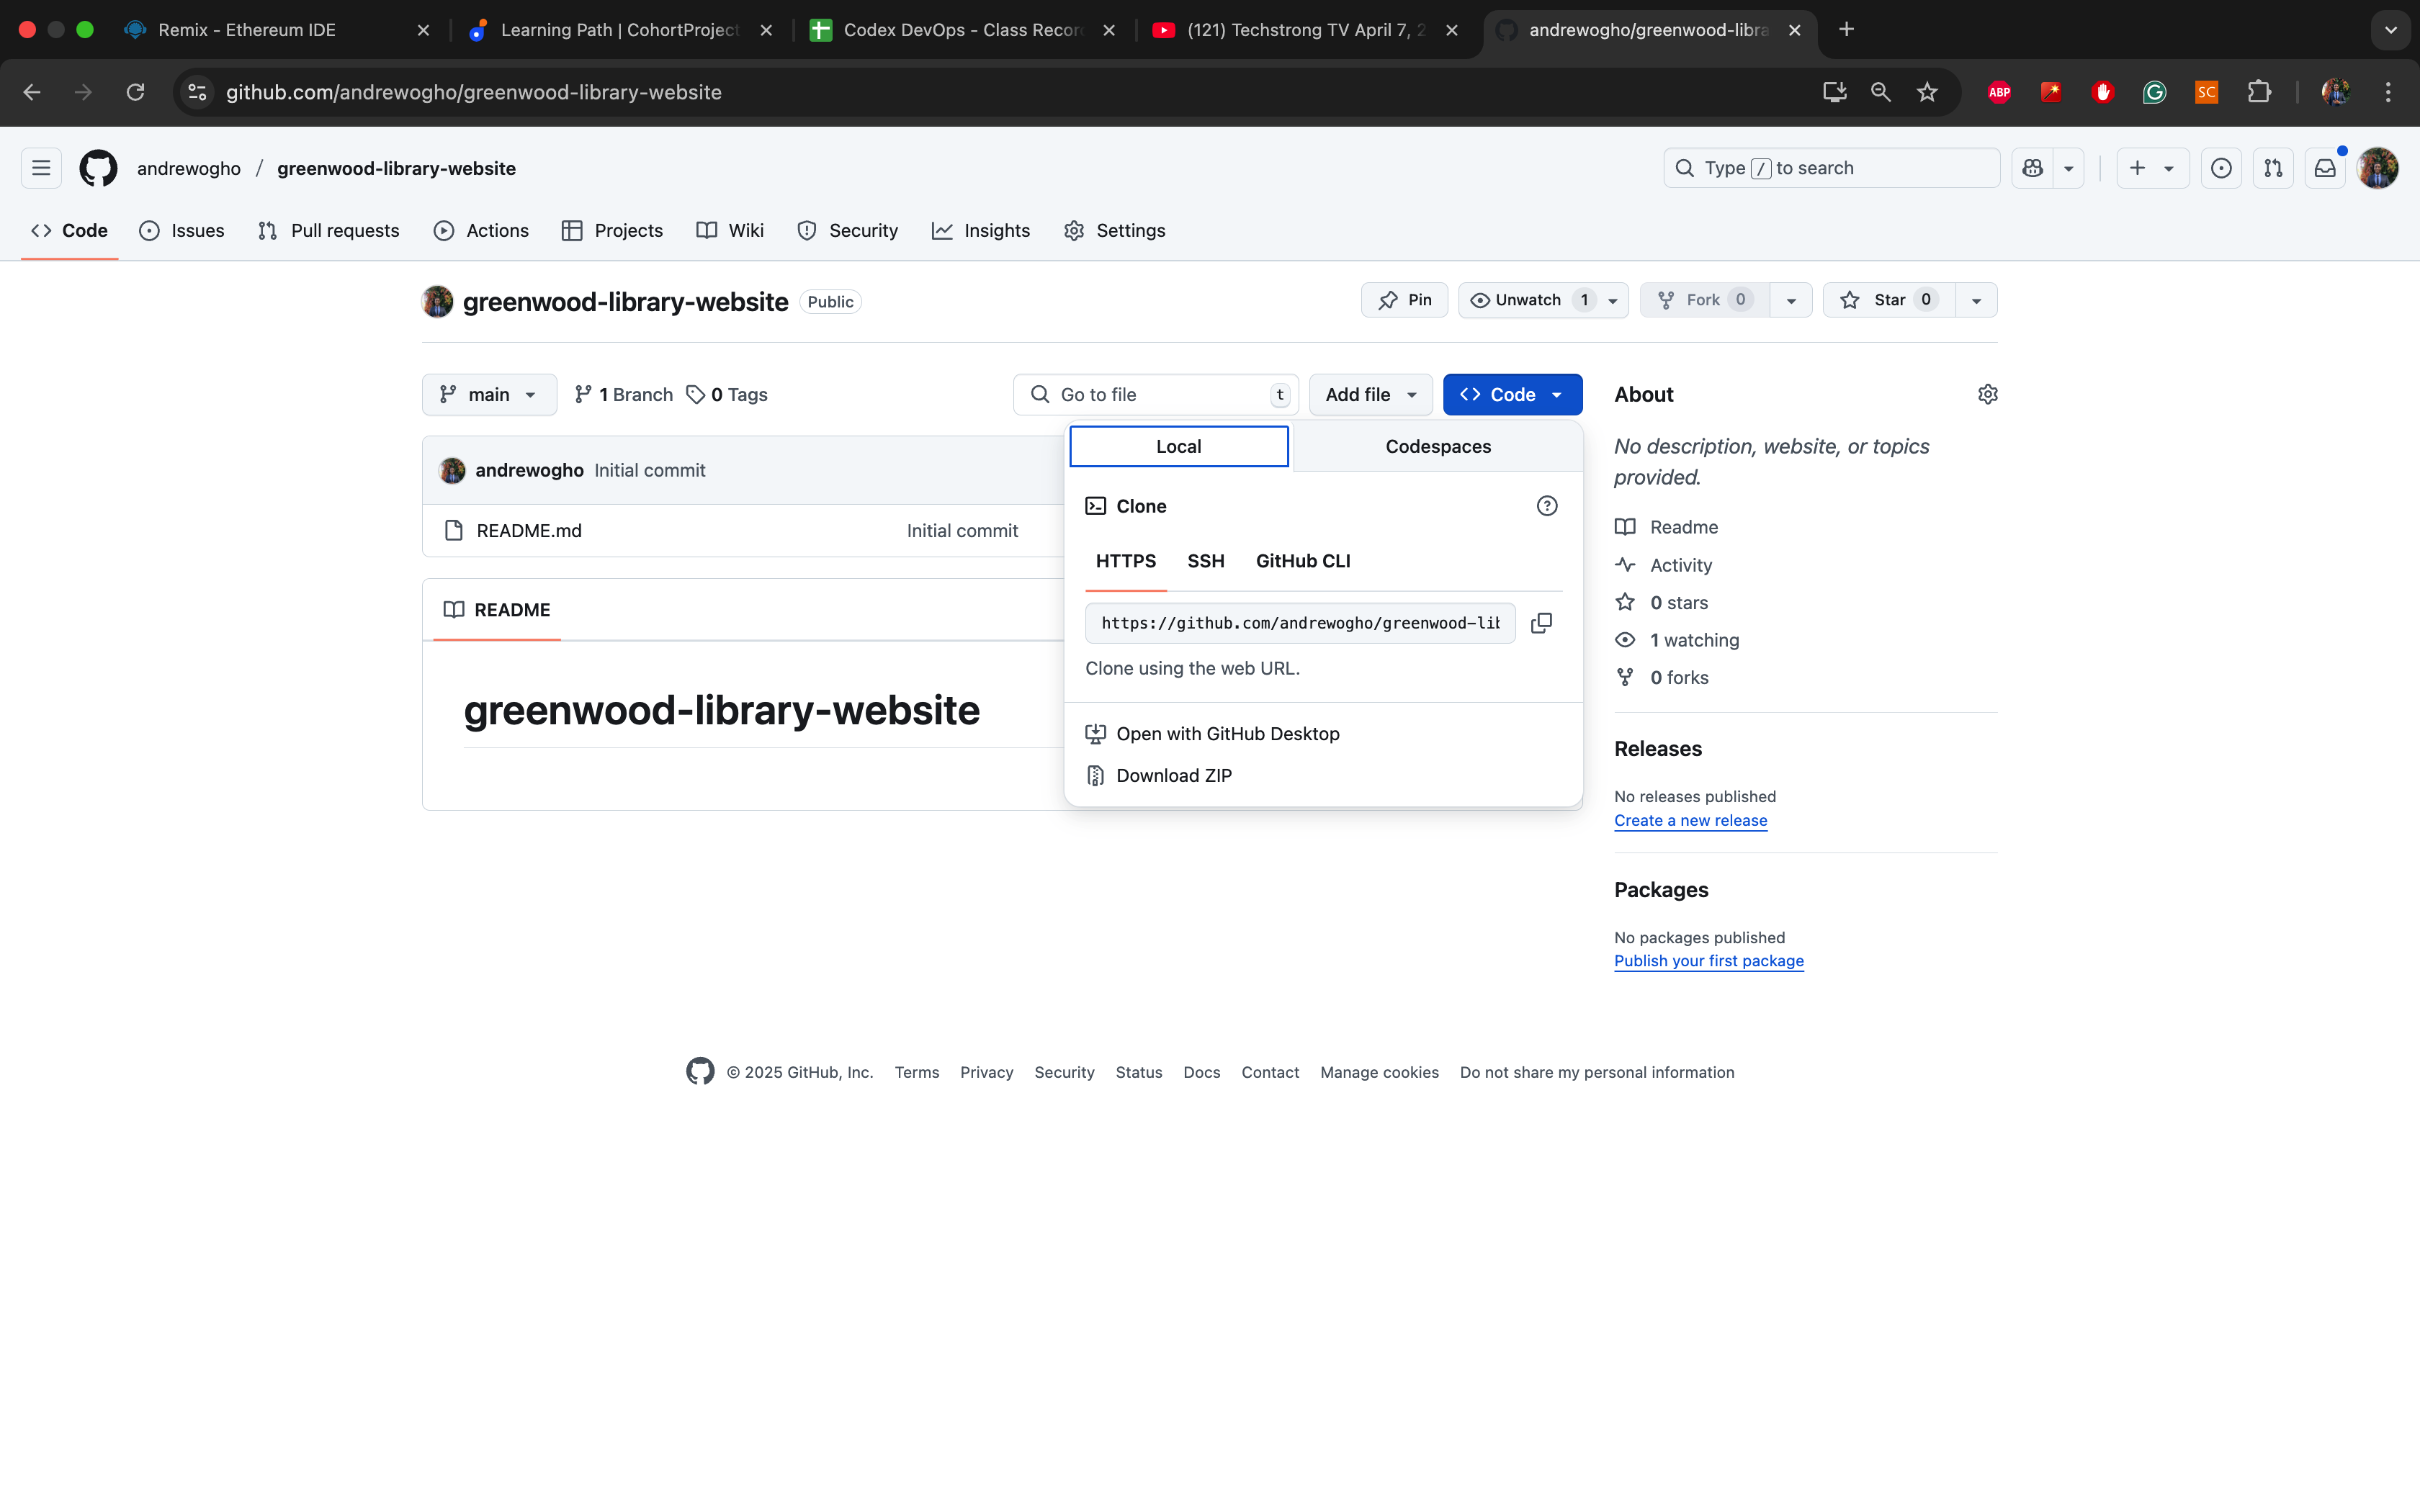 Remix - Ethereum IDE
Learning Path | CohortProject
Codex DevOps - Class Recor
(121) Techstrong TV April 7, 2
andrewogho/greenwood-libra
github.com/andrewogho/greenwood-library-website
ABP
SC
andrewogho / greenwood-library-website
Type / to search
Code
Issues
Pull requests
Actions
Projects
Wiki
Security
Insights
Settings
greenwood-library-website
Public
Pin
Unwatch 1
Fork 0
Star 0
main
1 Branch
0 Tags
Go to file
t
Add file
Code
About
Local
Codespaces
No description, website, or topics
provided.
andrewogho Initial commit
Clone
README.md
Initial commit
HTTPS
SSH
GitHub CLI
Readme
Activity
0 stars
1 watching
0 forks
README
https://github.com/andrewogho/greenwood-lib
Clone using the web URL.
greenwood-library-website
Open with GitHub Desktop
Download ZIP
Releases
No releases published
Create a new release
Packages
No packages published
Publish your first package
© 2025 GitHub, Inc.
Terms
Privacy
Security
Status
Docs
Contact
Manage cookies
Do not share my personal information